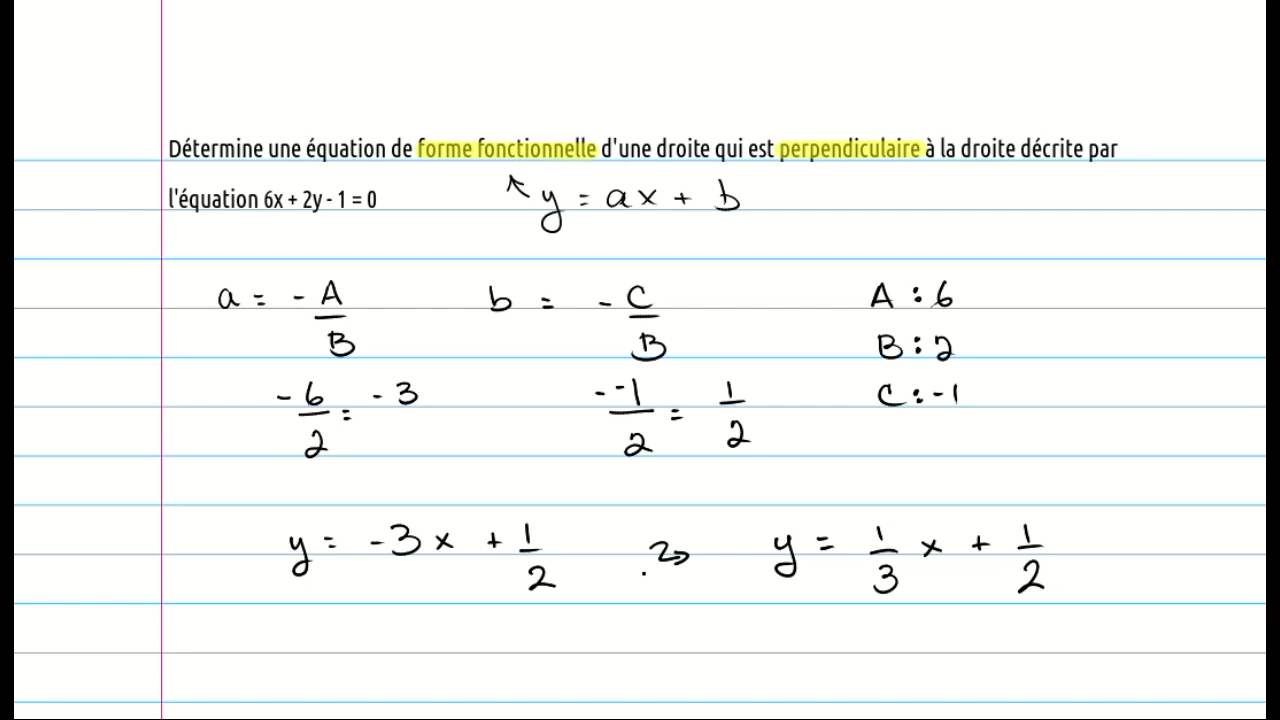 Détermine une équation de forme fonctionnelle d'une droite qui est perpendiculaire à la droite décrite par
l'équation 6x + 2y - 1 = 0
y = ax + b
a = - A/B b = - C/B A : 6
B : 2
-6/2 = -3 - -1/2 = 1/2 C : -1
y = -3x + 1/2 y = 1/3 x + 1/2